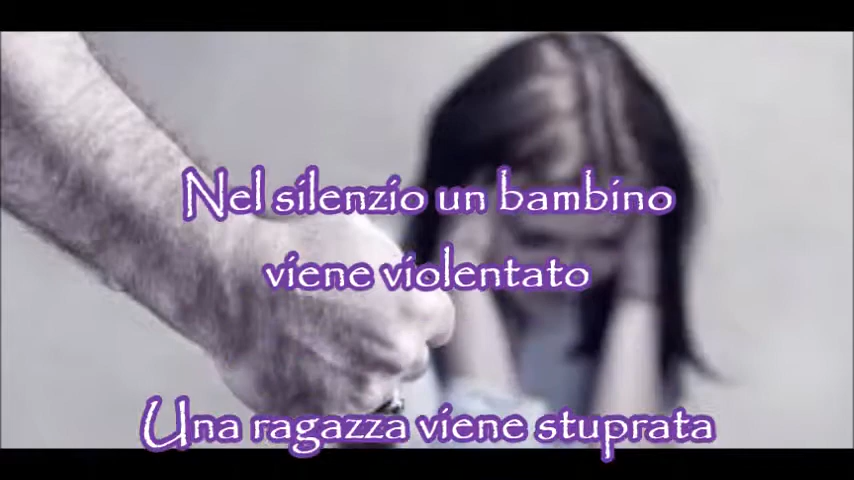 Nel silenzio un bambino
viene violentato
Una ragazza viene stuprata